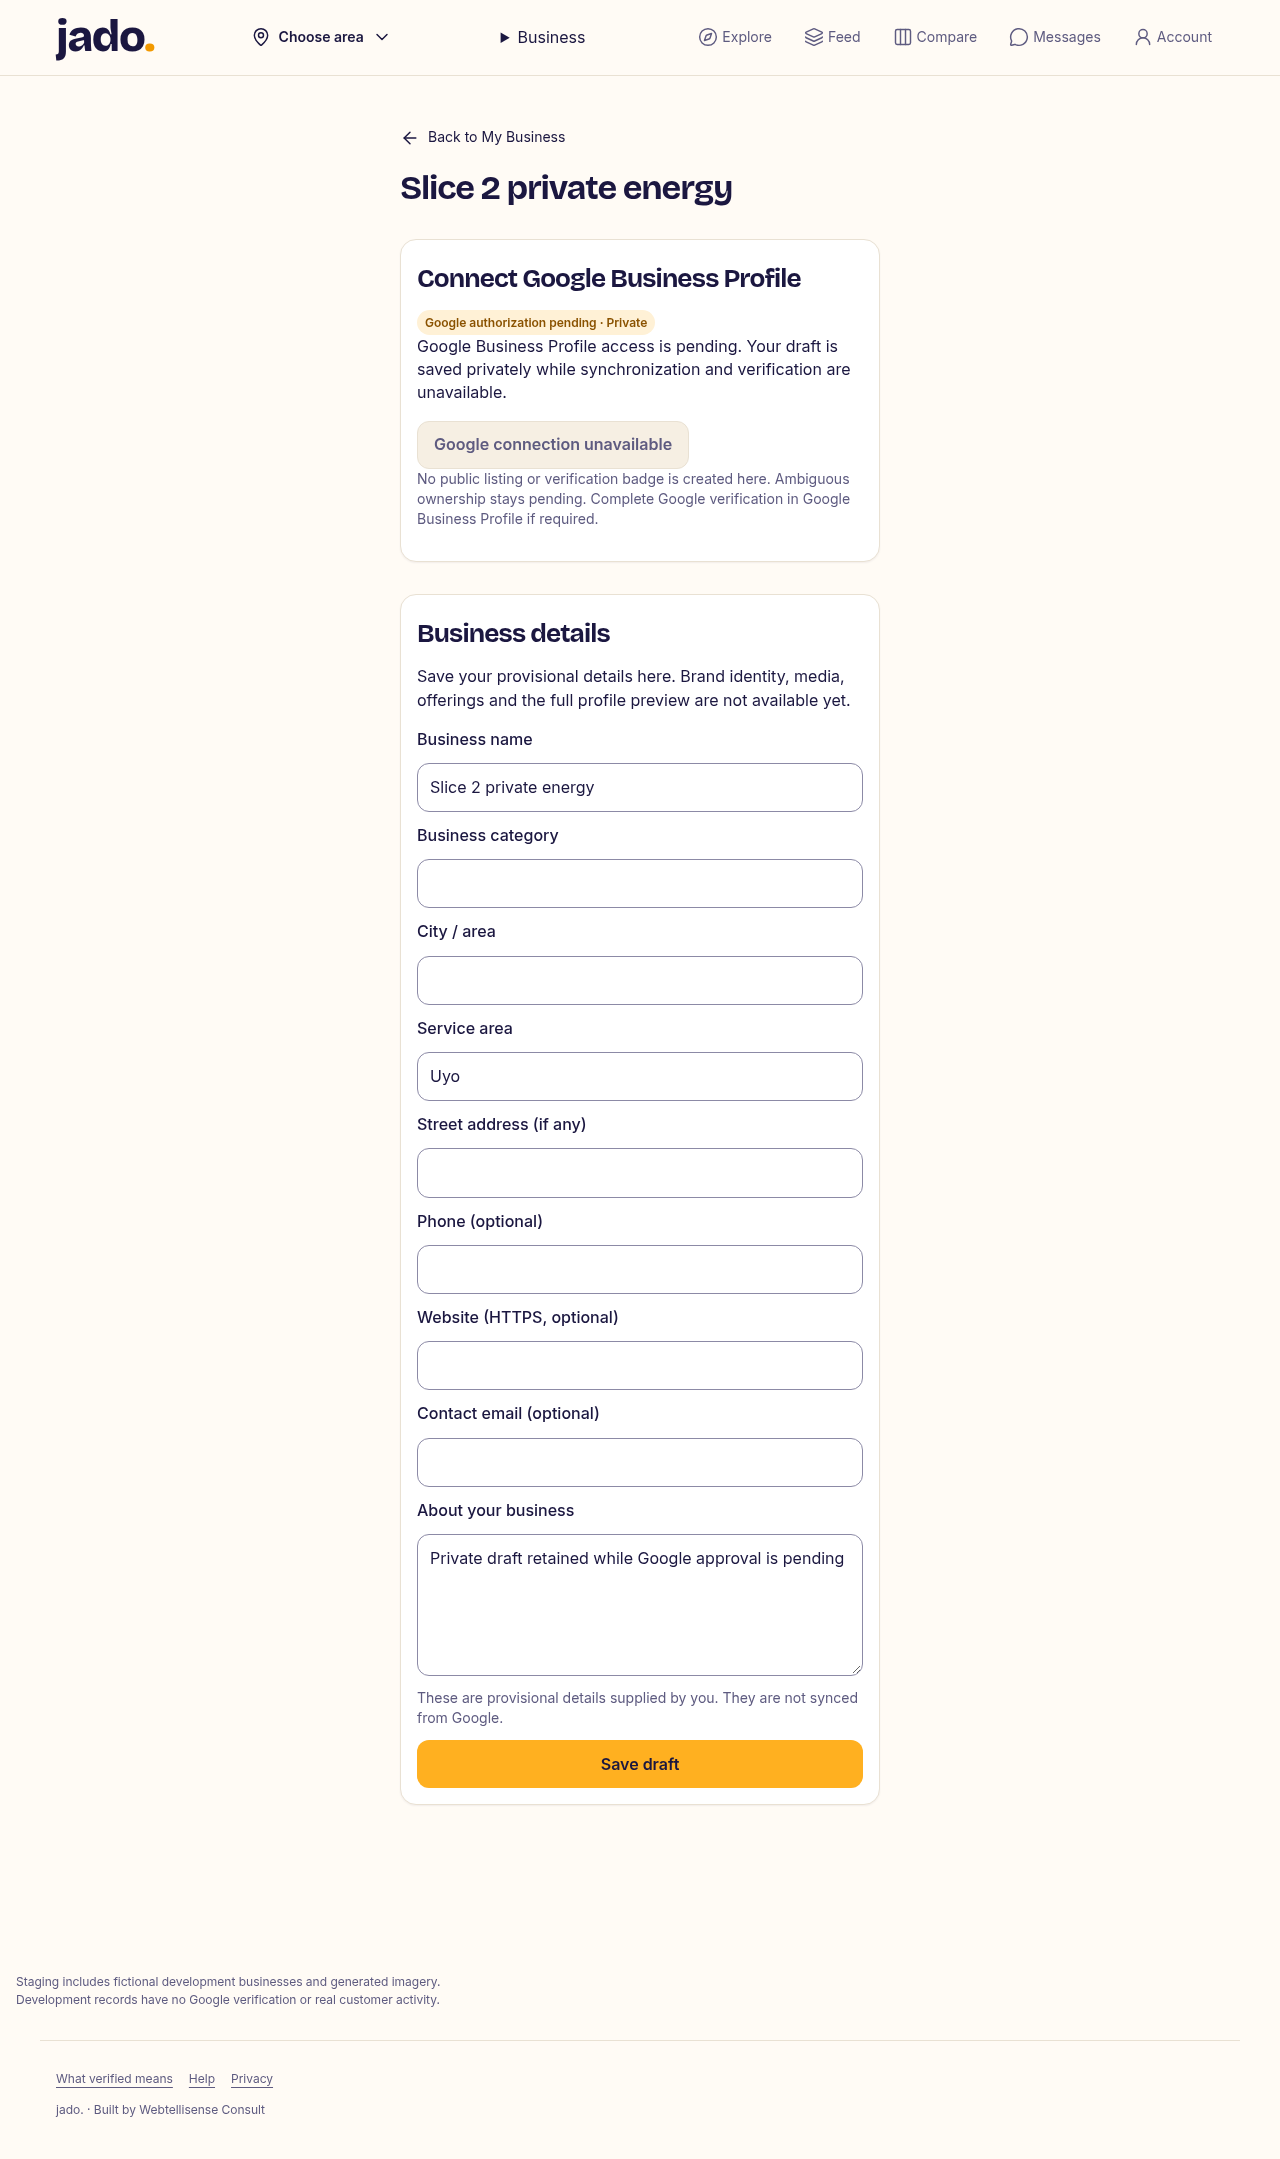 jado.
Choose area
Business
Explore
Feed
Compare
Messages
Account
Back to My Business
Slice 2 private energy
Connect Google Business Profile
Google authorization pending · Private
Google Business Profile access is pending. Your draft is
saved privately while synchronization and verification are
unavailable.
Google connection unavailable
No public listing or verification badge is created here. Ambiguous
ownership stays pending. Complete Google verification in Google
Business Profile if required.
Business details
Save your provisional details here. Brand identity, media,
offerings and the full profile preview are not available yet.
Business name
Slice 2 private energy
Business category
City / area
Service area
Uyo
Street address (if any)
Phone (optional)
Website (HTTPS, optional)
Contact email (optional)
About your business
Private draft retained while Google approval is pending
These are provisional details supplied by you. They are not synced
from Google.
Save draft
Staging includes fictional development businesses and generated imagery.
Development records have no Google verification or real customer activity.
What verified means
Help
Privacy
jado. · Built by Webtellisense Consult